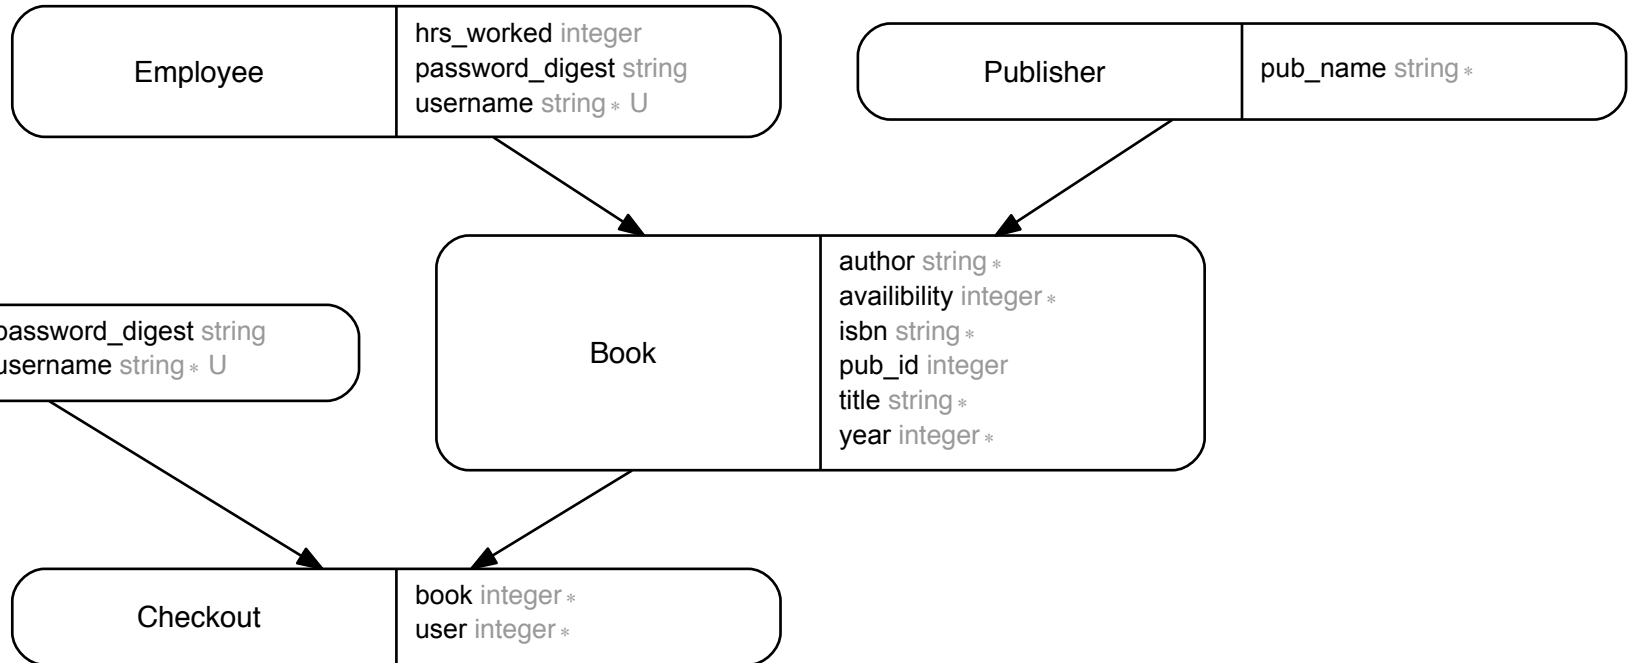 Employee
hrs_worked integer
password_digest string
username string* U
Publisher
pub_name string*
Book
author string*
availibility integer*
isbn string*
pub_id integer
title string*
year integer*
password_digest string
username string* U
Checkout
book integer*
user integer*